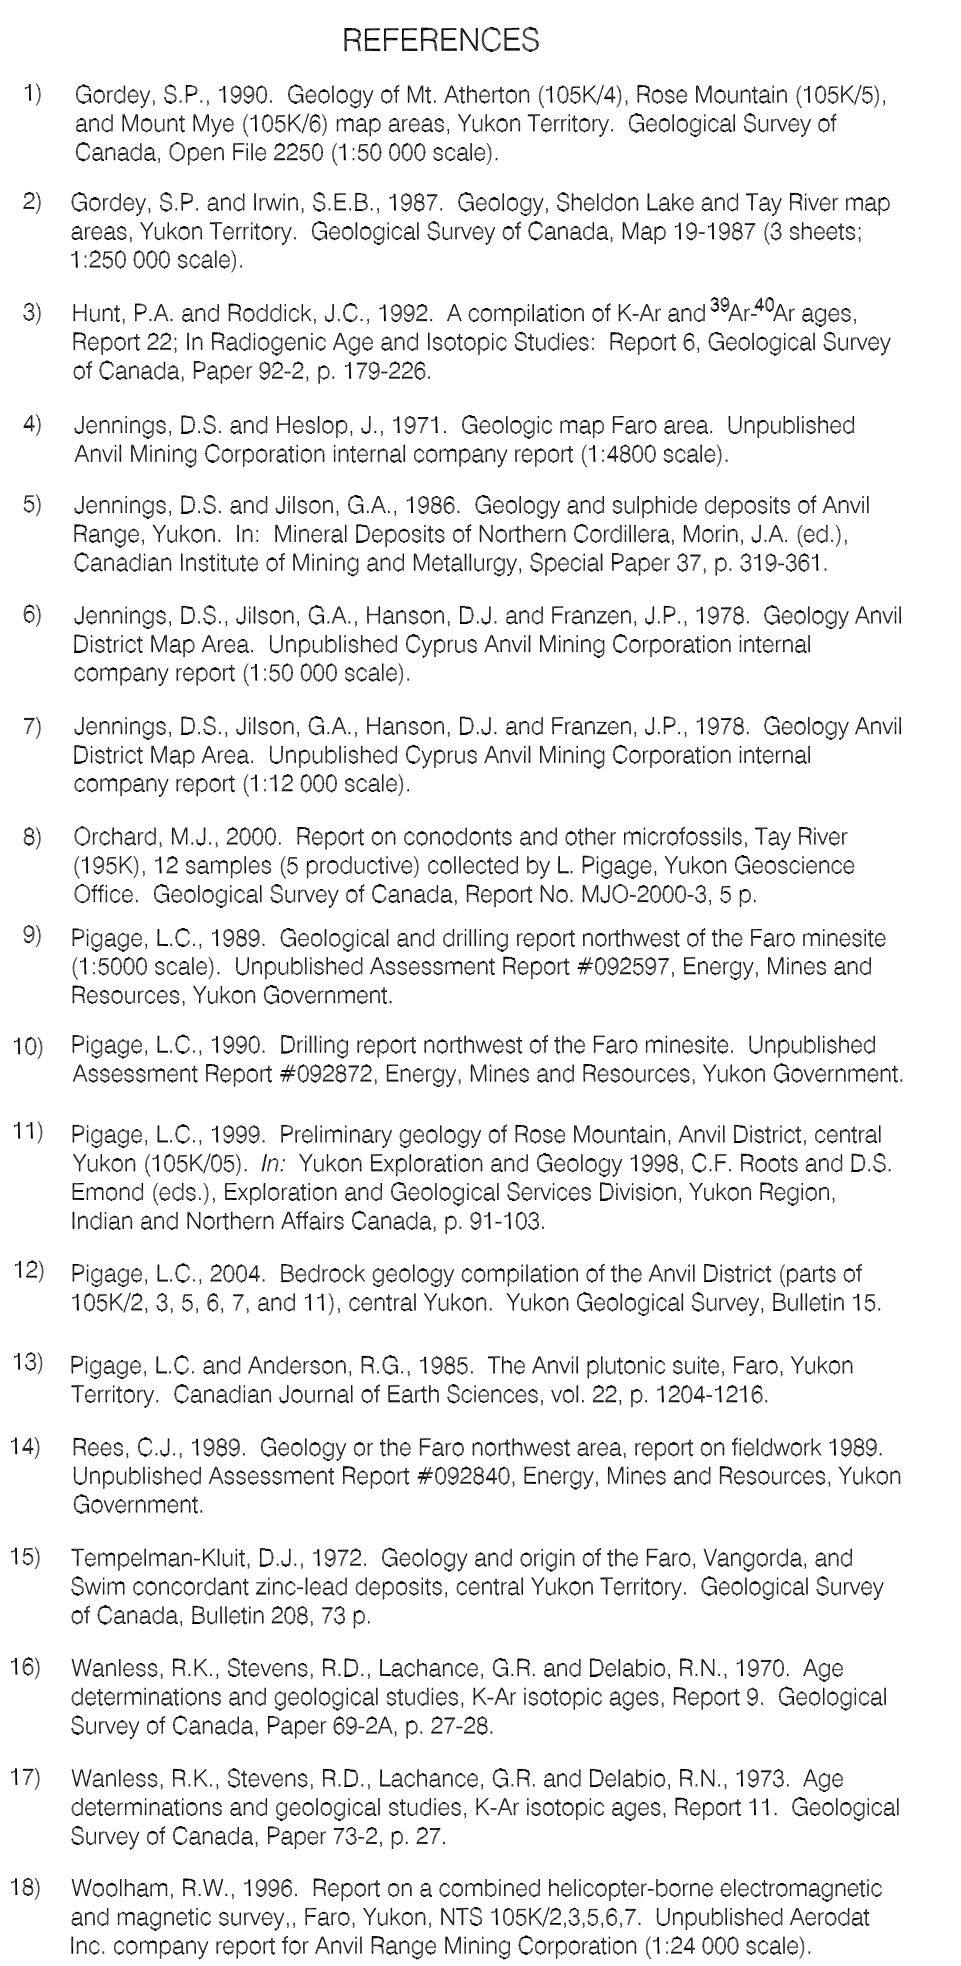 REFERENCES
1) Gordey, S.P., 1990. Geology of Mt. Atherton (105K/4), Rose Mountain (105K/5),
and Mount Mye (105K/6) map areas, Yukon Territory. Geological Survey of
Canada, Open File 2250 (1:50 000 scale).
2) Gordey, S.P. and Irwin, S.E.B., 1987. Geology, Sheldon Lake and Tay River map
areas, Yukon Territory. Geological Survey of Canada, Map 19-1987 (3 sheets;
1:250 000 scale).
3) Hunt, P.A. and Roddick, J.C., 1992. A compilation of K-Ar and ³⁹Ar-⁴⁰Ar ages,
Report 22; In Radiogenic Age and Isotopic Studies: Report 6, Geological Survey
of Canada, Paper 92-2, p. 179-226.
4) Jennings, D.S. and Heslop, J., 1971. Geologic map Faro area. Unpublished
Anvil Mining Corporation internal company report (1:4800 scale).
5) Jennings, D.S. and Jilson, G.A., 1986. Geology and sulphide deposits of Anvil
Range, Yukon. In: Mineral Deposits of Northern Cordillera, Morin, J.A. (ed.),
Canadian Institute of Mining and Metallurgy, Special Paper 37, p. 319-361.
6) Jennings, D.S., Jilson, G.A., Hanson, D.J. and Franzen, J.P., 1978. Geology Anvil
District Map Area. Unpublished Cyprus Anvil Mining Corporation internal
company report (1:50 000 scale).
7) Jennings, D.S., Jilson, G.A., Hanson, D.J. and Franzen, J.P., 1978. Geology Anvil
District Map Area. Unpublished Cyprus Anvil Mining Corporation internal
company report (1:12 000 scale).
8) Orchard, M.J., 2000. Report on conodonts and other microfossils, Tay River
(195K), 12 samples (5 productive) collected by L. Pigage, Yukon Geoscience
Office. Geological Survey of Canada, Report No. MJO-2000-3, 5 p.
9) Pigage, L.C., 1989. Geological and drilling report northwest of the Faro minesite
(1:5000 scale). Unpublished Assessment Report #092597, Energy, Mines and
Resources, Yukon Government.
10) Pigage, L.C., 1990. Drilling report northwest of the Faro minesite. Unpublished
Assessment Report #092872, Energy, Mines and Resources, Yukon Government.
11) Pigage, L.C., 1999. Preliminary geology of Rose Mountain, Anvil District, central
Yukon (105K/05). In: Yukon Exploration and Geology 1998, C.F. Roots and D.S.
Emond (eds.), Exploration and Geological Services Division, Yukon Region,
Indian and Northern Affairs Canada, p. 91-103.
12) Pigage, L.C., 2004. Bedrock geology compilation of the Anvil District (parts of
105K/2, 3, 5, 6, 7, and 11), central Yukon. Yukon Geological Survey, Bulletin 15.
13) Pigage, L.C. and Anderson, R.G., 1985. The Anvil plutonic suite, Faro, Yukon
Territory. Canadian Journal of Earth Sciences, vol. 22, p. 1204-1216.
14) Rees, C.J., 1989. Geology or the Faro northwest area, report on fieldwork 1989.
Unpublished Assessment Report #092840, Energy, Mines and Resources, Yukon
Government.
15) Tempelman-Kluit, D.J., 1972. Geology and origin of the Faro, Vangorda, and
Swim concordant zinc-lead deposits, central Yukon Territory. Geological Survey
of Canada, Bulletin 208, 73 p.
16) Wanless, R.K., Stevens, R.D., Lachance, G.R. and Delabio, R.N., 1970. Age
determinations and geological studies, K-Ar isotopic ages, Report 9. Geological
Survey of Canada, Paper 69-2A, p. 27-28.
17) Wanless, R.K., Stevens, R.D., Lachance, G.R. and Delabio, R.N., 1973. Age
determinations and geological studies, K-Ar isotopic ages, Report 11. Geological
Survey of Canada, Paper 73-2, p. 27.
18) Woolham, R.W., 1996. Report on a combined helicopter-borne electromagnetic
and magnetic survey,, Faro, Yukon, NTS 105K/2,3,5,6,7. Unpublished Aerodat
Inc. company report for Anvil Range Mining Corporation (1:24 000 scale).